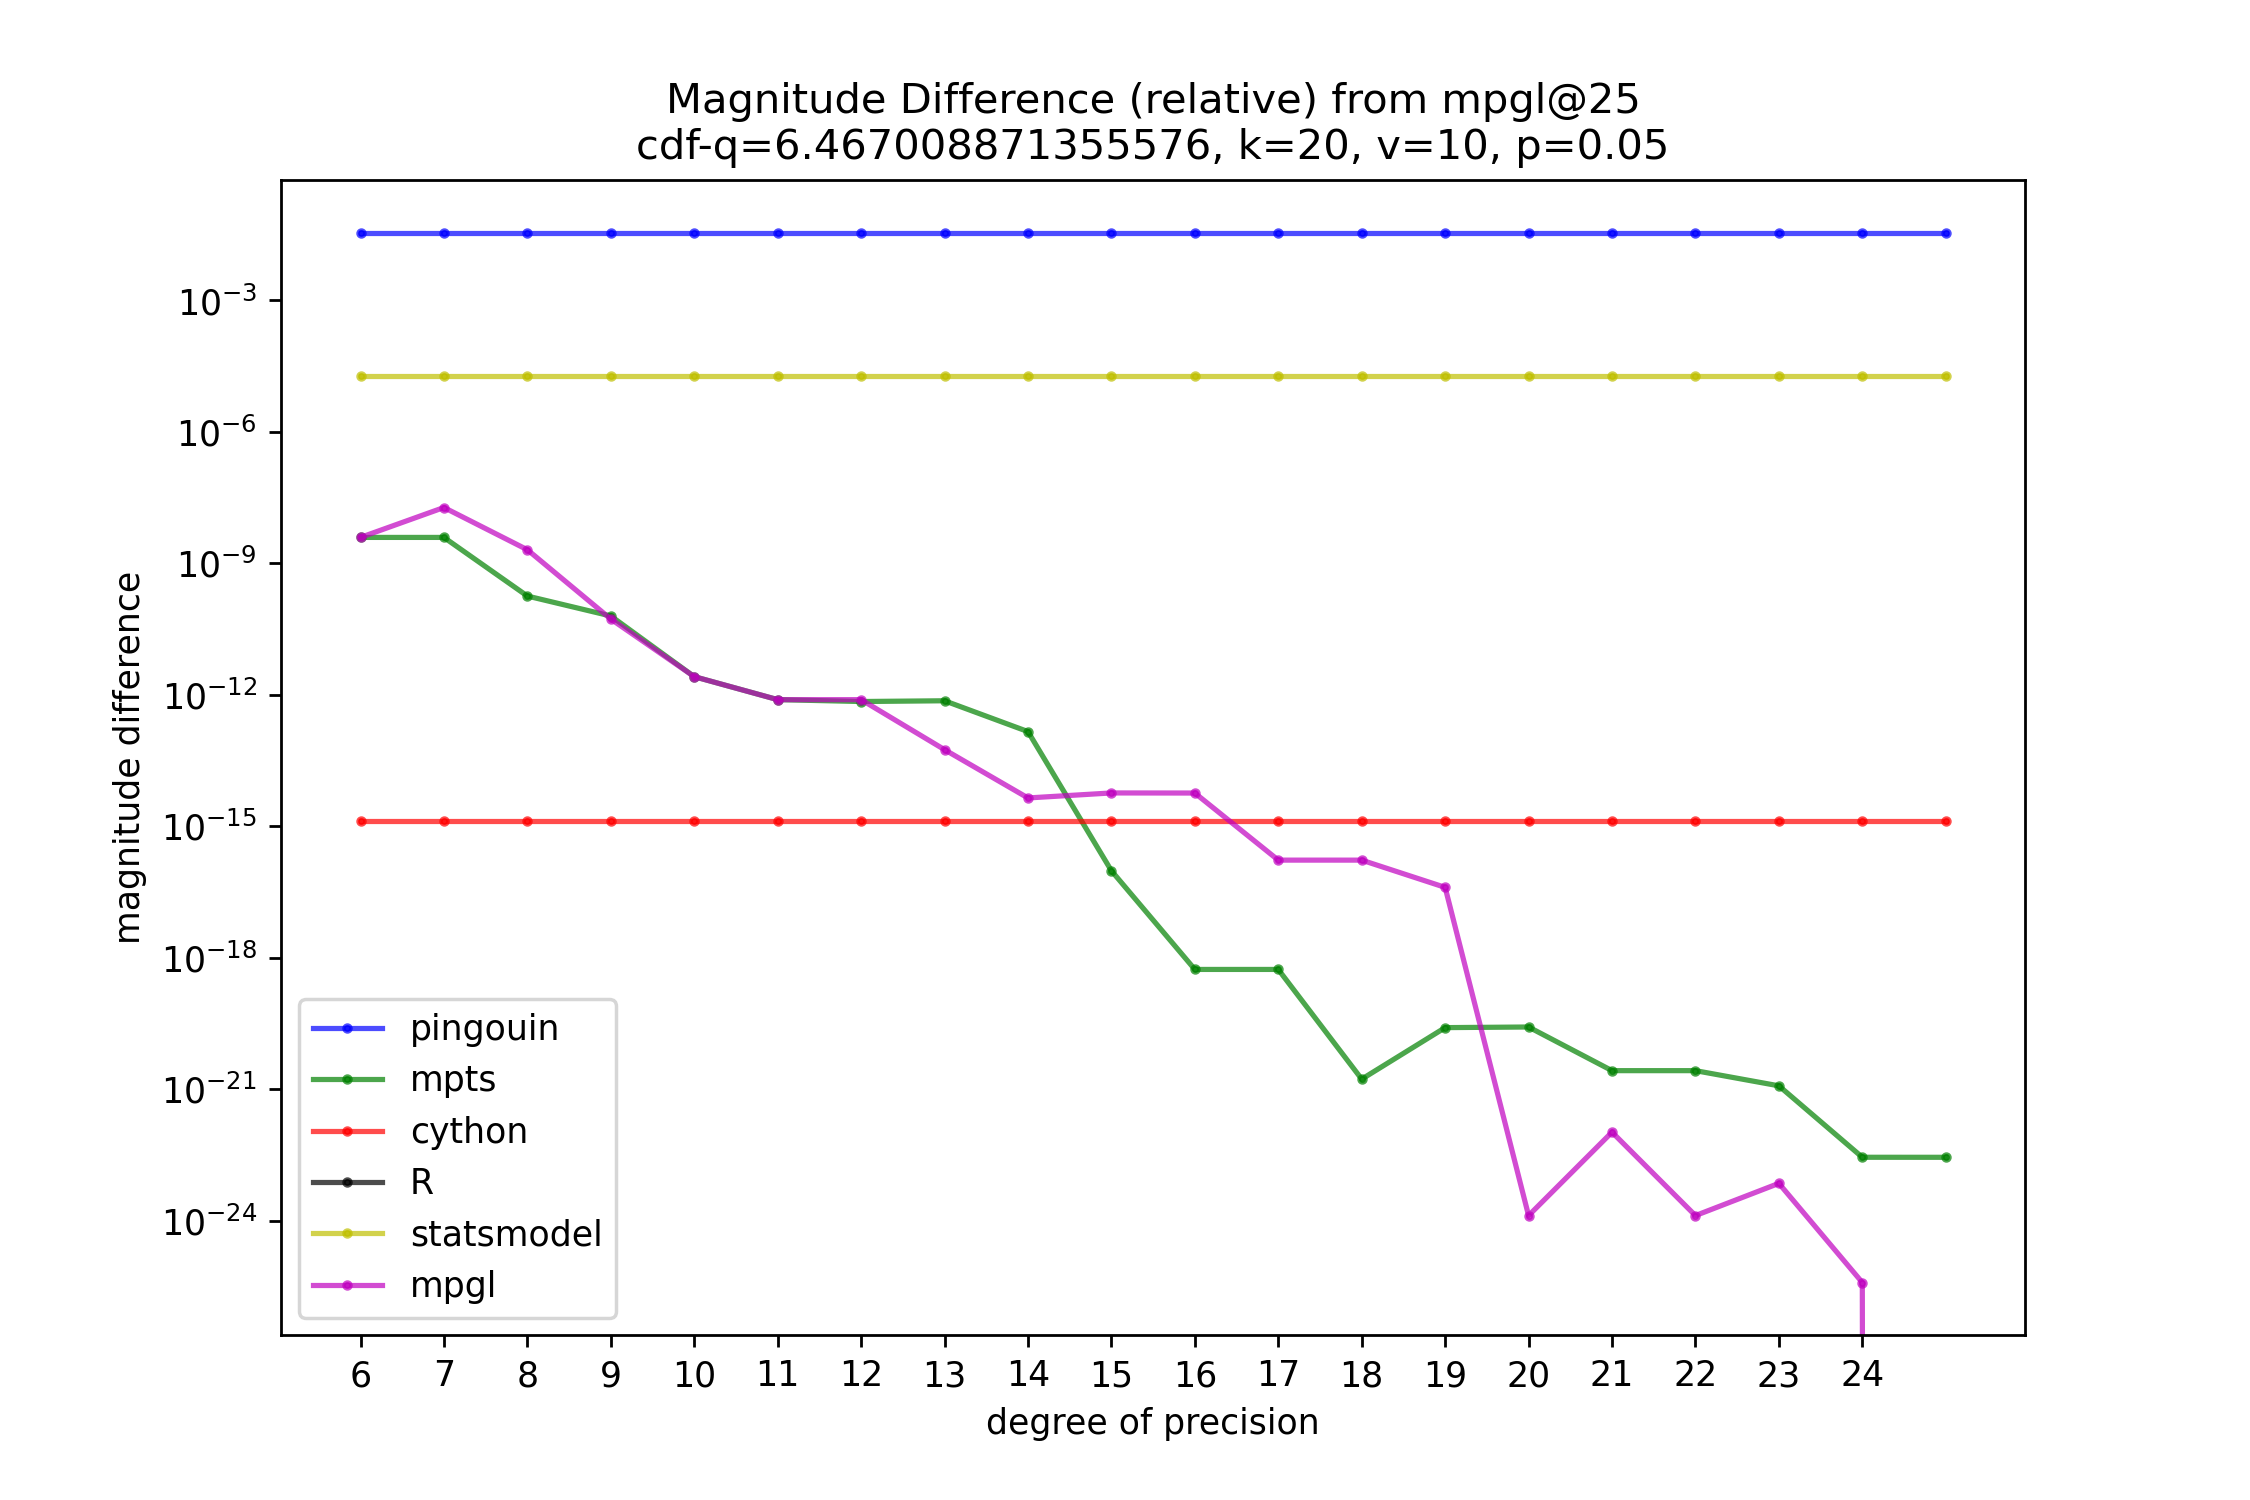 Magnitude Difference (relative) from mpgl@25
cdf-q=6.467008871355576, k=20, v=10, p=0.05
magnitude difference
10⁻³
10⁻⁶
10⁻⁹
10⁻¹²
10⁻¹⁵
10⁻¹⁸
10⁻²¹
10⁻²⁴
pingouin
mpts
cython
R
statsmodel
mpgl
6 7 8 9 10 11 12 13 14 15 16 17 18 19 20 21 22 23 24
degree of precision